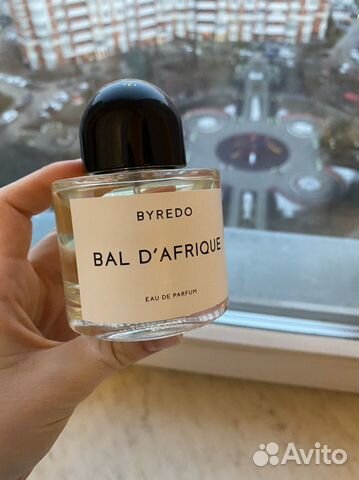 BYREDO
BAL D'AFRIQUE
EAU DE PARFUM
Avito